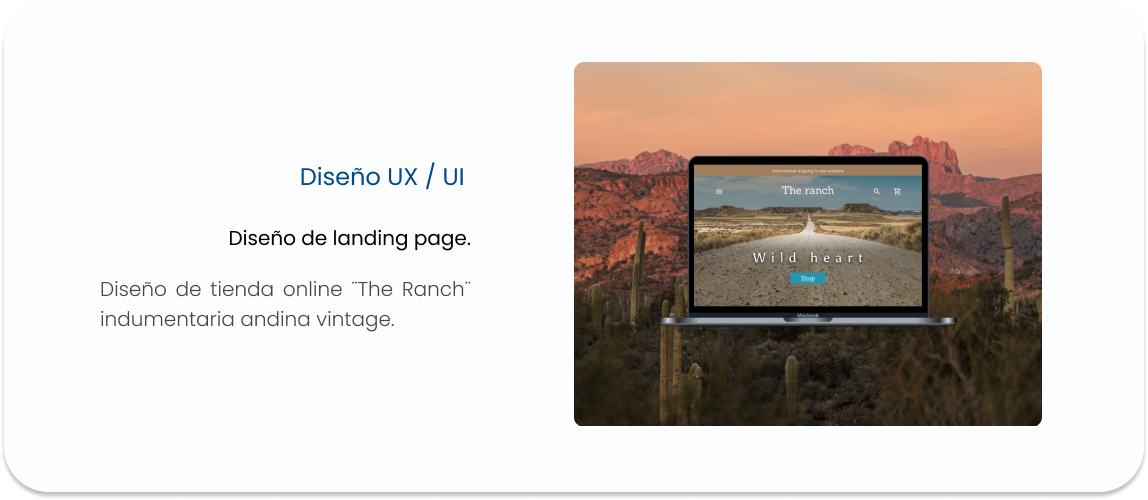 Diseño UX / UI
Diseño de landing page.
Diseño de tienda online ¨The Ranch¨
indumentaria andina vintage.
International shipping is now available
The ranch
Wild heart
Shop
Macbook